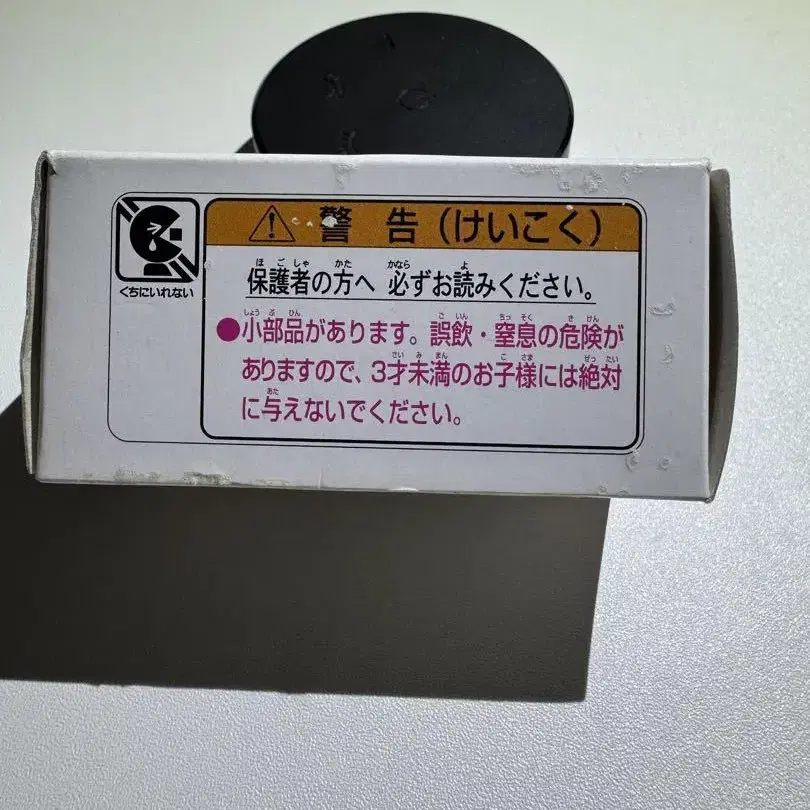 警告(けいこく)
くちにいれない
保護者の方へ 必ずお読みください。
●小部品があります。誤飲・窒息の危険が
ありますので、3才未満のお子様には絶対
に与えないでください。